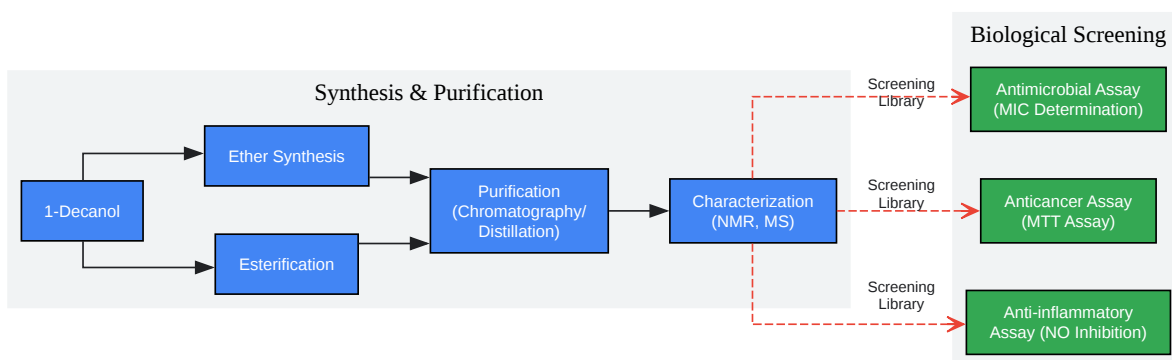 Synthesis & Purification
1-Decanol
Ether Synthesis
Esterification
Purification
(Chromatography/
Distillation)
Characterization
(NMR, MS)
Screening
Library
Screening
Library
Screening
Library
Biological Screening
Antimicrobial Assay
(MIC Determination)
Anticancer Assay
(MTT Assay)
Anti-inflammatory
Assay (NO Inhibition)